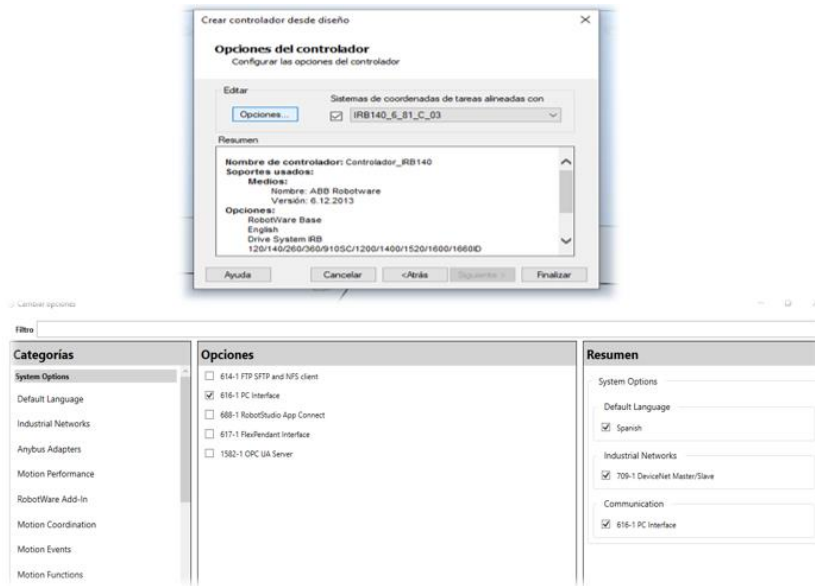 Crear controlador desde diseño
Opciones del controlador
Configurar las opciones del controlador
Editar
Opciones...
Sistemas de coordenadas de tareas alineadas con
IRB140_6_81_C_03
Resumen
Nombre de controlador: Controlador_IRB140
Soportes usados:
Medios:
Nombre: ABB Robotware
Versión: 6.12.2013
Opciones:
RobotWare Base
English
Drive System IRB
120/140/260/360/910SC/1200/1400/1520/1600/1660ID
Ayuda
Cancelar
<Atrás
Siguiente >
Finalizar
Cambiar opciones
Filtro
Categorías
System Options
Default Language
Industrial Networks
Anybus Adapters
Motion Performance
RobotWare Add-In
Motion Coordination
Motion Events
Motion Functions
Opciones
614-1 FTP SFTP and NFS client
616-1 PC Interface
688-1 RobotStudio App Connect
617-1 FlexPendant Interface
1582-1 OPC UA Server
Resumen
System Options
Default Language
Spanish
Industrial Networks
709-1 DeviceNet Master/Slave
Communication
616-1 PC Interface